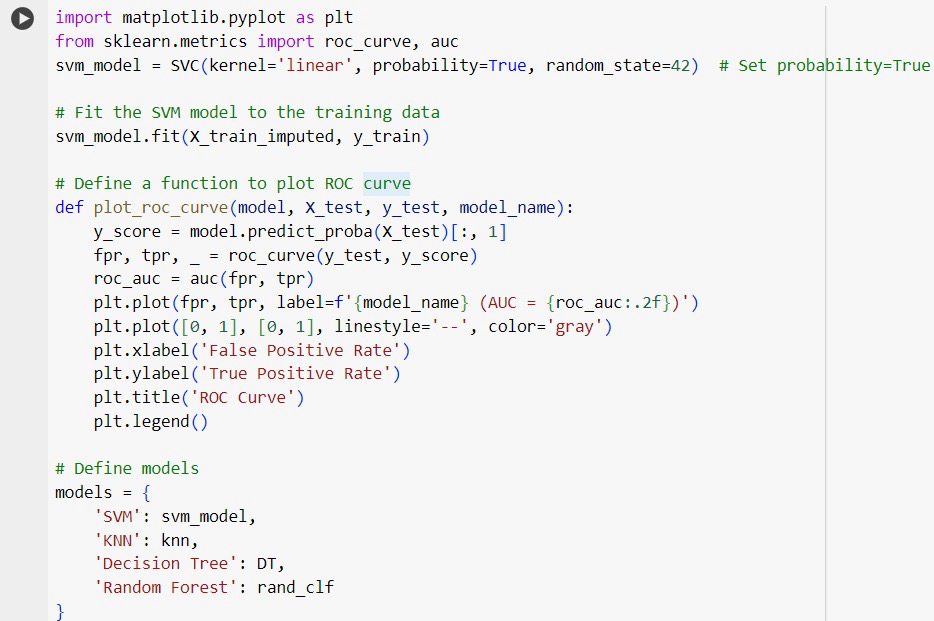 import matplotlib.pyplot as plt
from sklearn.metrics import roc_curve, auc
svm_model = SVC(kernel='linear', probability=True, random_state=42)  # Set probability=True

# Fit the SVM model to the training data
svm_model.fit(X_train_imputed, y_train)

# Define a function to plot ROC curve
def plot_roc_curve(model, X_test, y_test, model_name):
    y_score = model.predict_proba(X_test)[:, 1]
    fpr, tpr, _ = roc_curve(y_test, y_score)
    roc_auc = auc(fpr, tpr)
    plt.plot(fpr, tpr, label=f'{model_name} (AUC = {roc_auc:.2f})')
    plt.plot([0, 1], [0, 1], linestyle='--', color='gray')
    plt.xlabel('False Positive Rate')
    plt.ylabel('True Positive Rate')
    plt.title('ROC Curve')
    plt.legend()

# Define models
models = {
    'SVM': svm_model,
    'KNN': knn,
    'Decision Tree': DT,
    'Random Forest': rand_clf
}